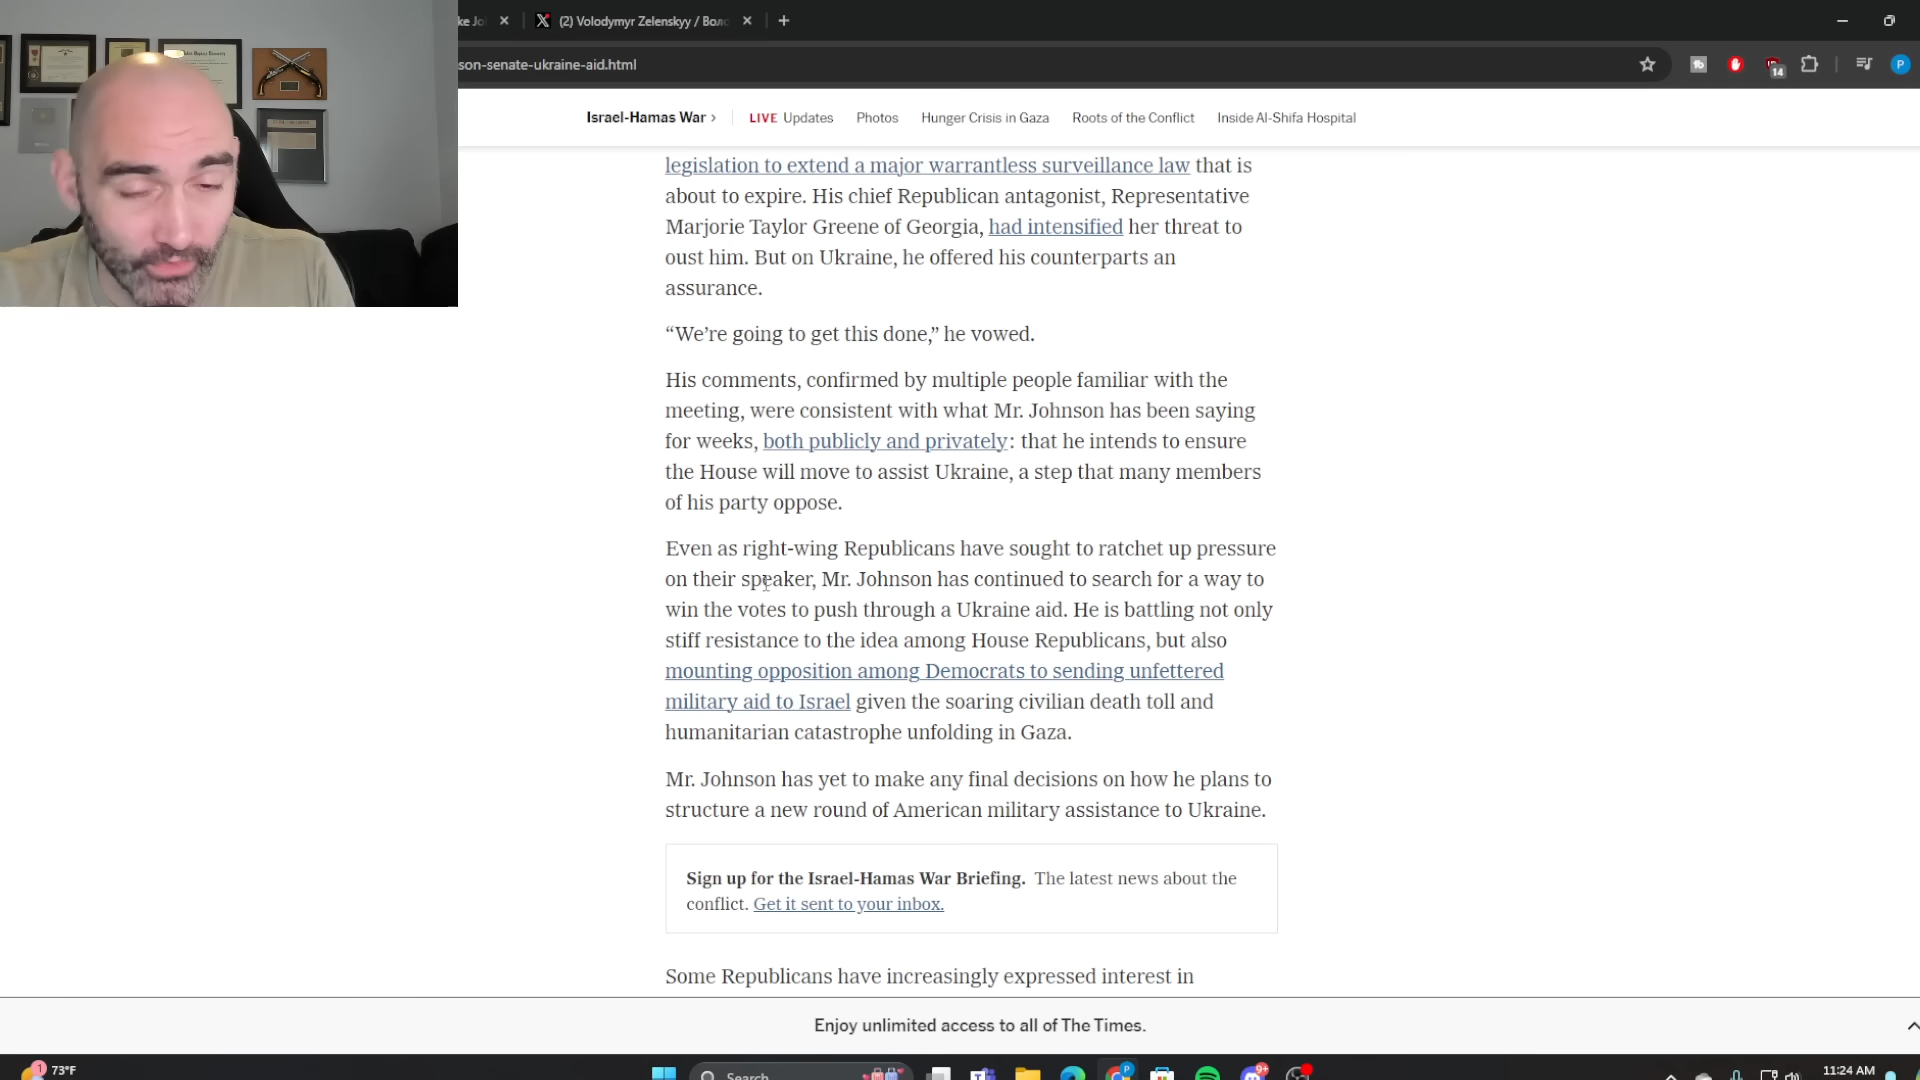 ke Jo
(2) Volodymyr Zelenskyy / Воло
son-senate-ukraine-aid.html
14
P
Israel-Hamas War ›
LIVE Updates
Photos
Hunger Crisis in Gaza
Roots of the Conflict
Inside Al-Shifa Hospital
legislation to extend a major warrantless surveillance law that is
about to expire. His chief Republican antagonist, Representative
Marjorie Taylor Greene of Georgia, had intensified her threat to
oust him. But on Ukraine, he offered his counterparts an
assurance.
“We’re going to get this done,” he vowed.
His comments, confirmed by multiple people familiar with the
meeting, were consistent with what Mr. Johnson has been saying
for weeks, both publicly and privately: that he intends to ensure
the House will move to assist Ukraine, a step that many members
of his party oppose.
Even as right-wing Republicans have sought to ratchet up pressure
on their speaker, Mr. Johnson has continued to search for a way to
win the votes to push through a Ukraine aid. He is battling not only
stiff resistance to the idea among House Republicans, but also
mounting opposition among Democrats to sending unfettered
military aid to Israel given the soaring civilian death toll and
humanitarian catastrophe unfolding in Gaza.
Mr. Johnson has yet to make any final decisions on how he plans to
structure a new round of American military assistance to Ukraine.
Sign up for the Israel-Hamas War Briefing. The latest news about the
conflict. Get it sent to your inbox.
Some Republicans have increasingly expressed interest in
Enjoy unlimited access to all of The Times.
1
73°F
Search
P
9+
11:24 AM